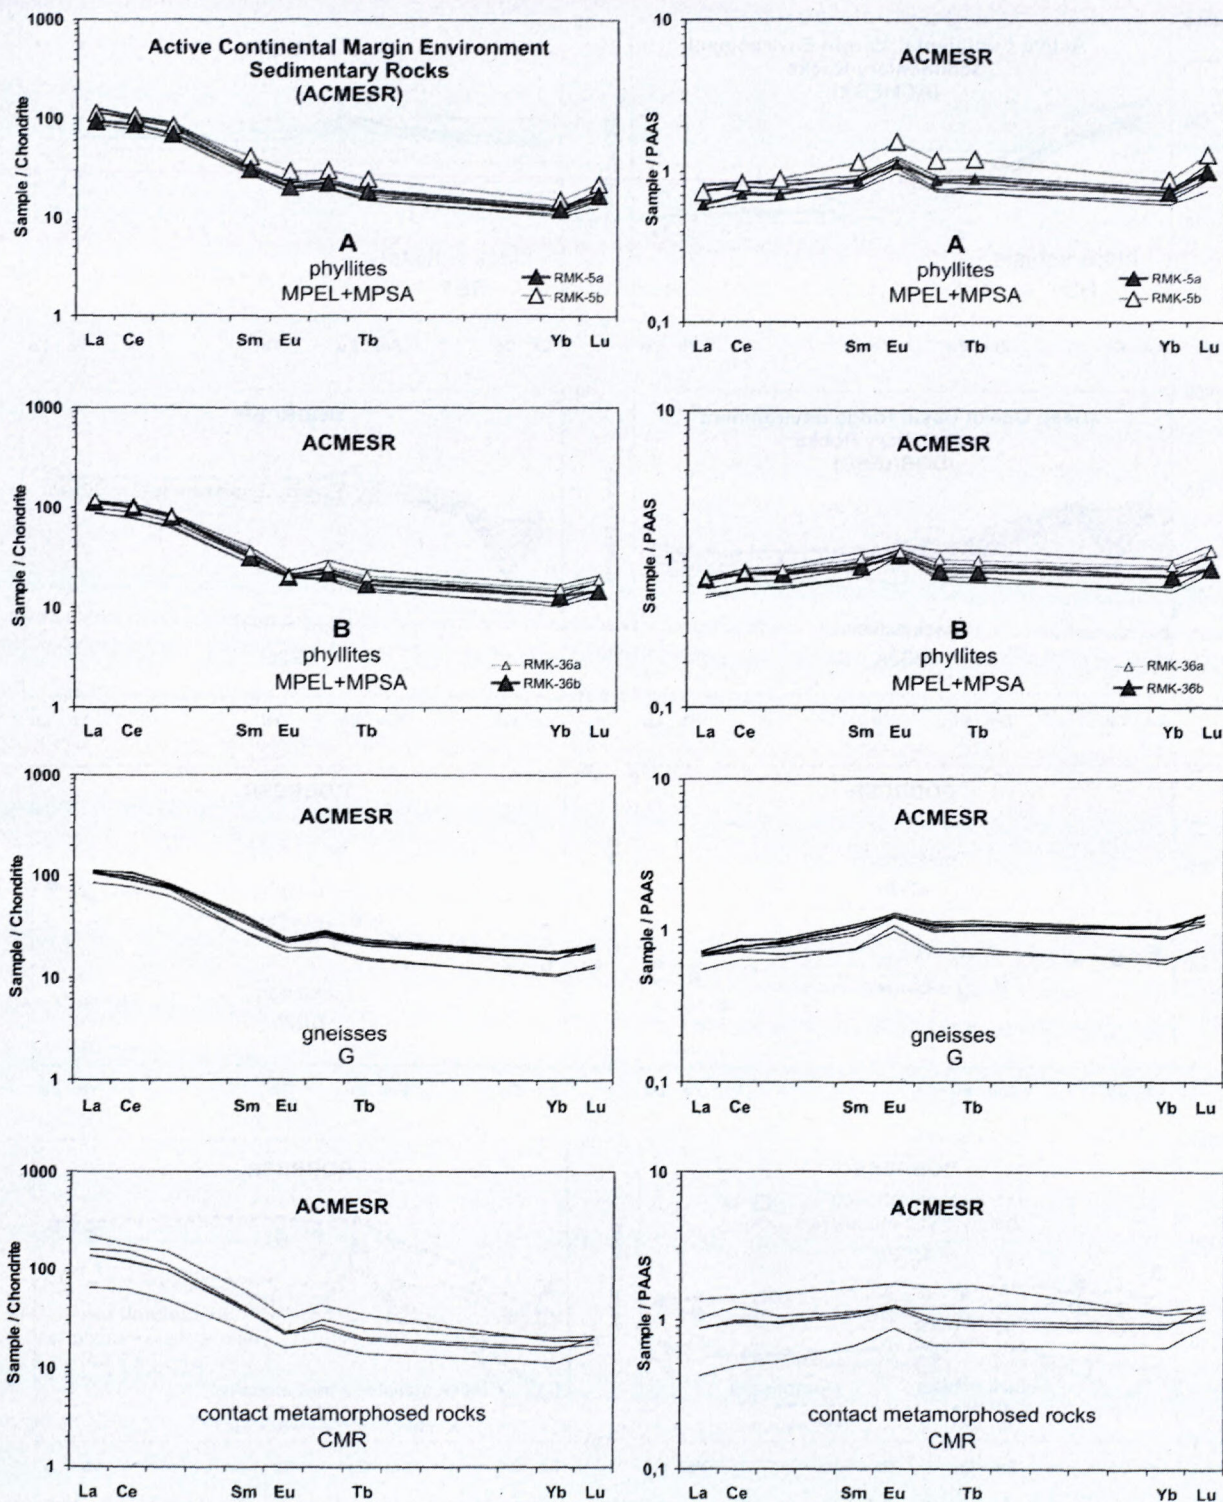 1000
100
10
1
Sample / Chondrite
Active Continental Margin Environment
Sedimentary Rocks
(ACMESR)
A
phyllites
MPEL+MPSA
RMK-5a
RMK-5b
La Ce Sm Eu Tb Yb Lu
10
1
0,1
Sample / PAAS
ACMESR
A
phyllites
MPEL+MPSA
RMK-5a
RMK-5b
La Ce Sm Eu Tb Yb Lu
1000
100
10
1
Sample / Chondrite
ACMESR
B
phyllites
MPEL+MPSA
RMK-36a
RMK-36b
La Ce Sm Eu Tb Yb Lu
10
1
0,1
Sample / PAAS
ACMESR
B
phyllites
MPEL+MPSA
RMK-36a
RMK-36b
La Ce Sm Eu Tb Yb Lu
1000
100
10
1
Sample / Chondrite
ACMESR
gneisses
G
La Ce Sm Eu Tb Yb Lu
10
1
0,1
Sample / PAAS
ACMESR
gneisses
G
La Ce Sm Eu Tb Yb Lu
1000
100
10
1
Sample / Chondrite
ACMESR
contact metamorphosed rocks
CMR
La Ce Sm Eu Tb Yb Lu
10
1
0,1
Sample / PAAS
ACMESR
contact metamorphosed rocks
CMR
La Ce Sm Eu Tb Yb Lu